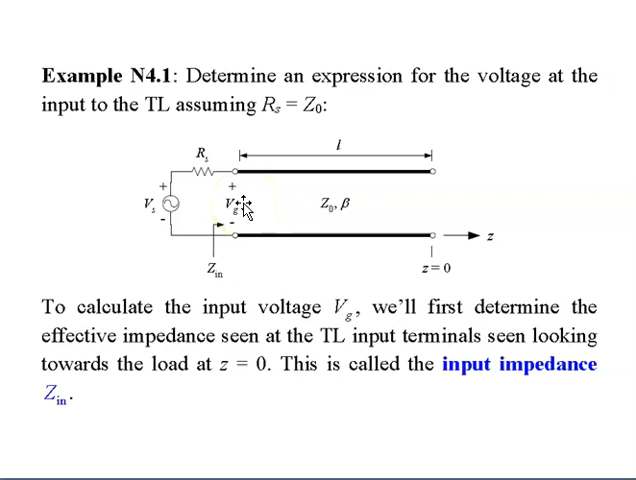 Example N4.1: Determine an expression for the voltage at the
input to the TL assuming Rs = Z0:
l
Rs
+ +
Vs Vg Z0, β
- -
z
Zin z = 0
To calculate the input voltage Vg, we’ll first determine the
effective impedance seen at the TL input terminals seen looking
towards the load at z = 0. This is called the input impedance
Zin.